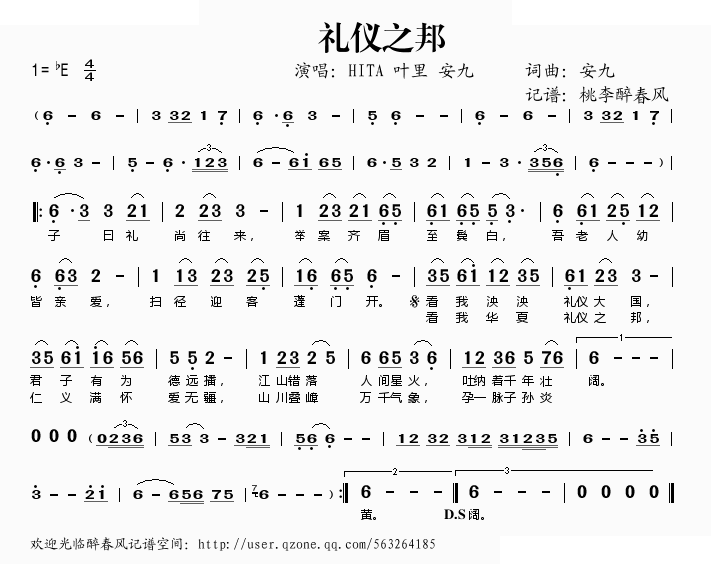 礼仪之邦
1=♭E 4/4 演唱：HITA 叶里 安九 词曲：安九
记谱：桃李醉春风
(6 - 6 - | 3 32 1 7 | 6·6 3 - | 5 6 - - | 6 - 6 - | 3 32 1 7 |
6·6 3 - | 5 - 6·123 | 6 - 61 65 | 6·5 3 2 | 1 - 3·356 | 6 - - - )|
‖: 6·3 3 21 | 2 23 3 - | 1 23 21 65 | 61 65 5 3· | 6 61 25 12 |
子 曰礼 尚往来， 举案齐眉 至鬓白， 吾老人幼
6 63 2 - | 1 13 23 25 | 16 65 6 - | 35 61 12 35 | 61 23 3 - |
皆亲爱， 扫径迎客 蓬门开。 看我泱泱 礼仪大国，
看我华夏 礼仪之邦，
35 61 16 56 | 5 52 - | 1 23 2 5 | 6 65 3 6 | 12 36 5 76 | 6 - - |
君子有为 德远播， 江山错落 人间星火， 吐纳着千年壮 阔。
仁义满怀 爱无疆， 山川叠嶂 万千气象， 孕一脉子孙炎
0 0 0 (0236 | 53 3 - 321 | 5 6 6 - - | 12 32 312 31235 | 6 - - 35 |
3 - - 21 | 6 - 656 75 | 6 - - - ) :‖ 6 - - :‖ 6 - - - | 0 0 0 0 ‖
黄。 D.S 阔。
欢迎光临醉春风记谱空间：http://user.qzone.qq.com/563264185